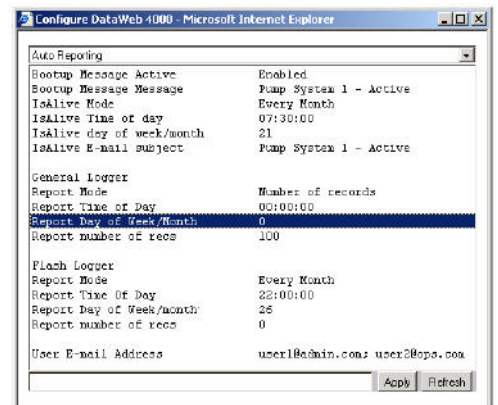 Configure DataWeb 4000 - Microsoft Internet Explorer
Auto Reporting
Bootup Message Active Enabled
Bootup Message Message Pump System 1 - Active
IsAlive Mode Every Month
IsAlive Time of day 07:30:00
IsAlive day of week/month 21
IsAlive E-mail subject Pump System 1 - Active
General Logger
Report Mode Number of records
Report Time of Day 00:00:00
Report Day of Week/Month 0
Report number of recs 100
Flash Logger
Report Mode Every Month
Report Time Of Day 22:00:00
Report Day of Week/month 26
Report number of recs 0
User E-mail Address user1@admin.com; user2@ops.com
Apply Refresh